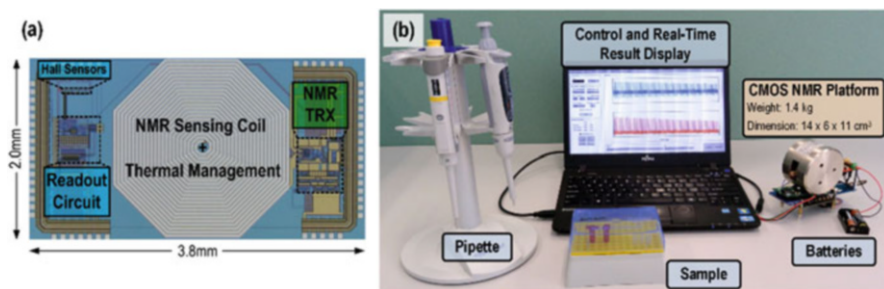 (a)
Hall Sensors
NMR
TRX
NMR Sensing Coil
Thermal Management
Readout
Circuit
2.0mm
3.8mm
(b)
Control and Real-Time
Result Display
CMOS NMR Platform
Weight: 1.4 kg
Dimension: 14 x 6 x 11 cm³
Pipette
Sample
Batteries